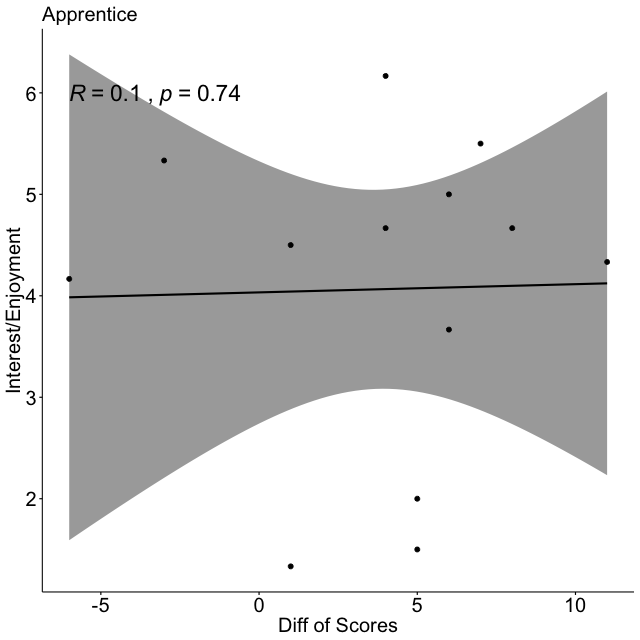 Apprentice
R = 0.1 , p = 0.74
6
5
4
3
2
Interest/Enjoyment
-5 0 5 10
Diff of Scores